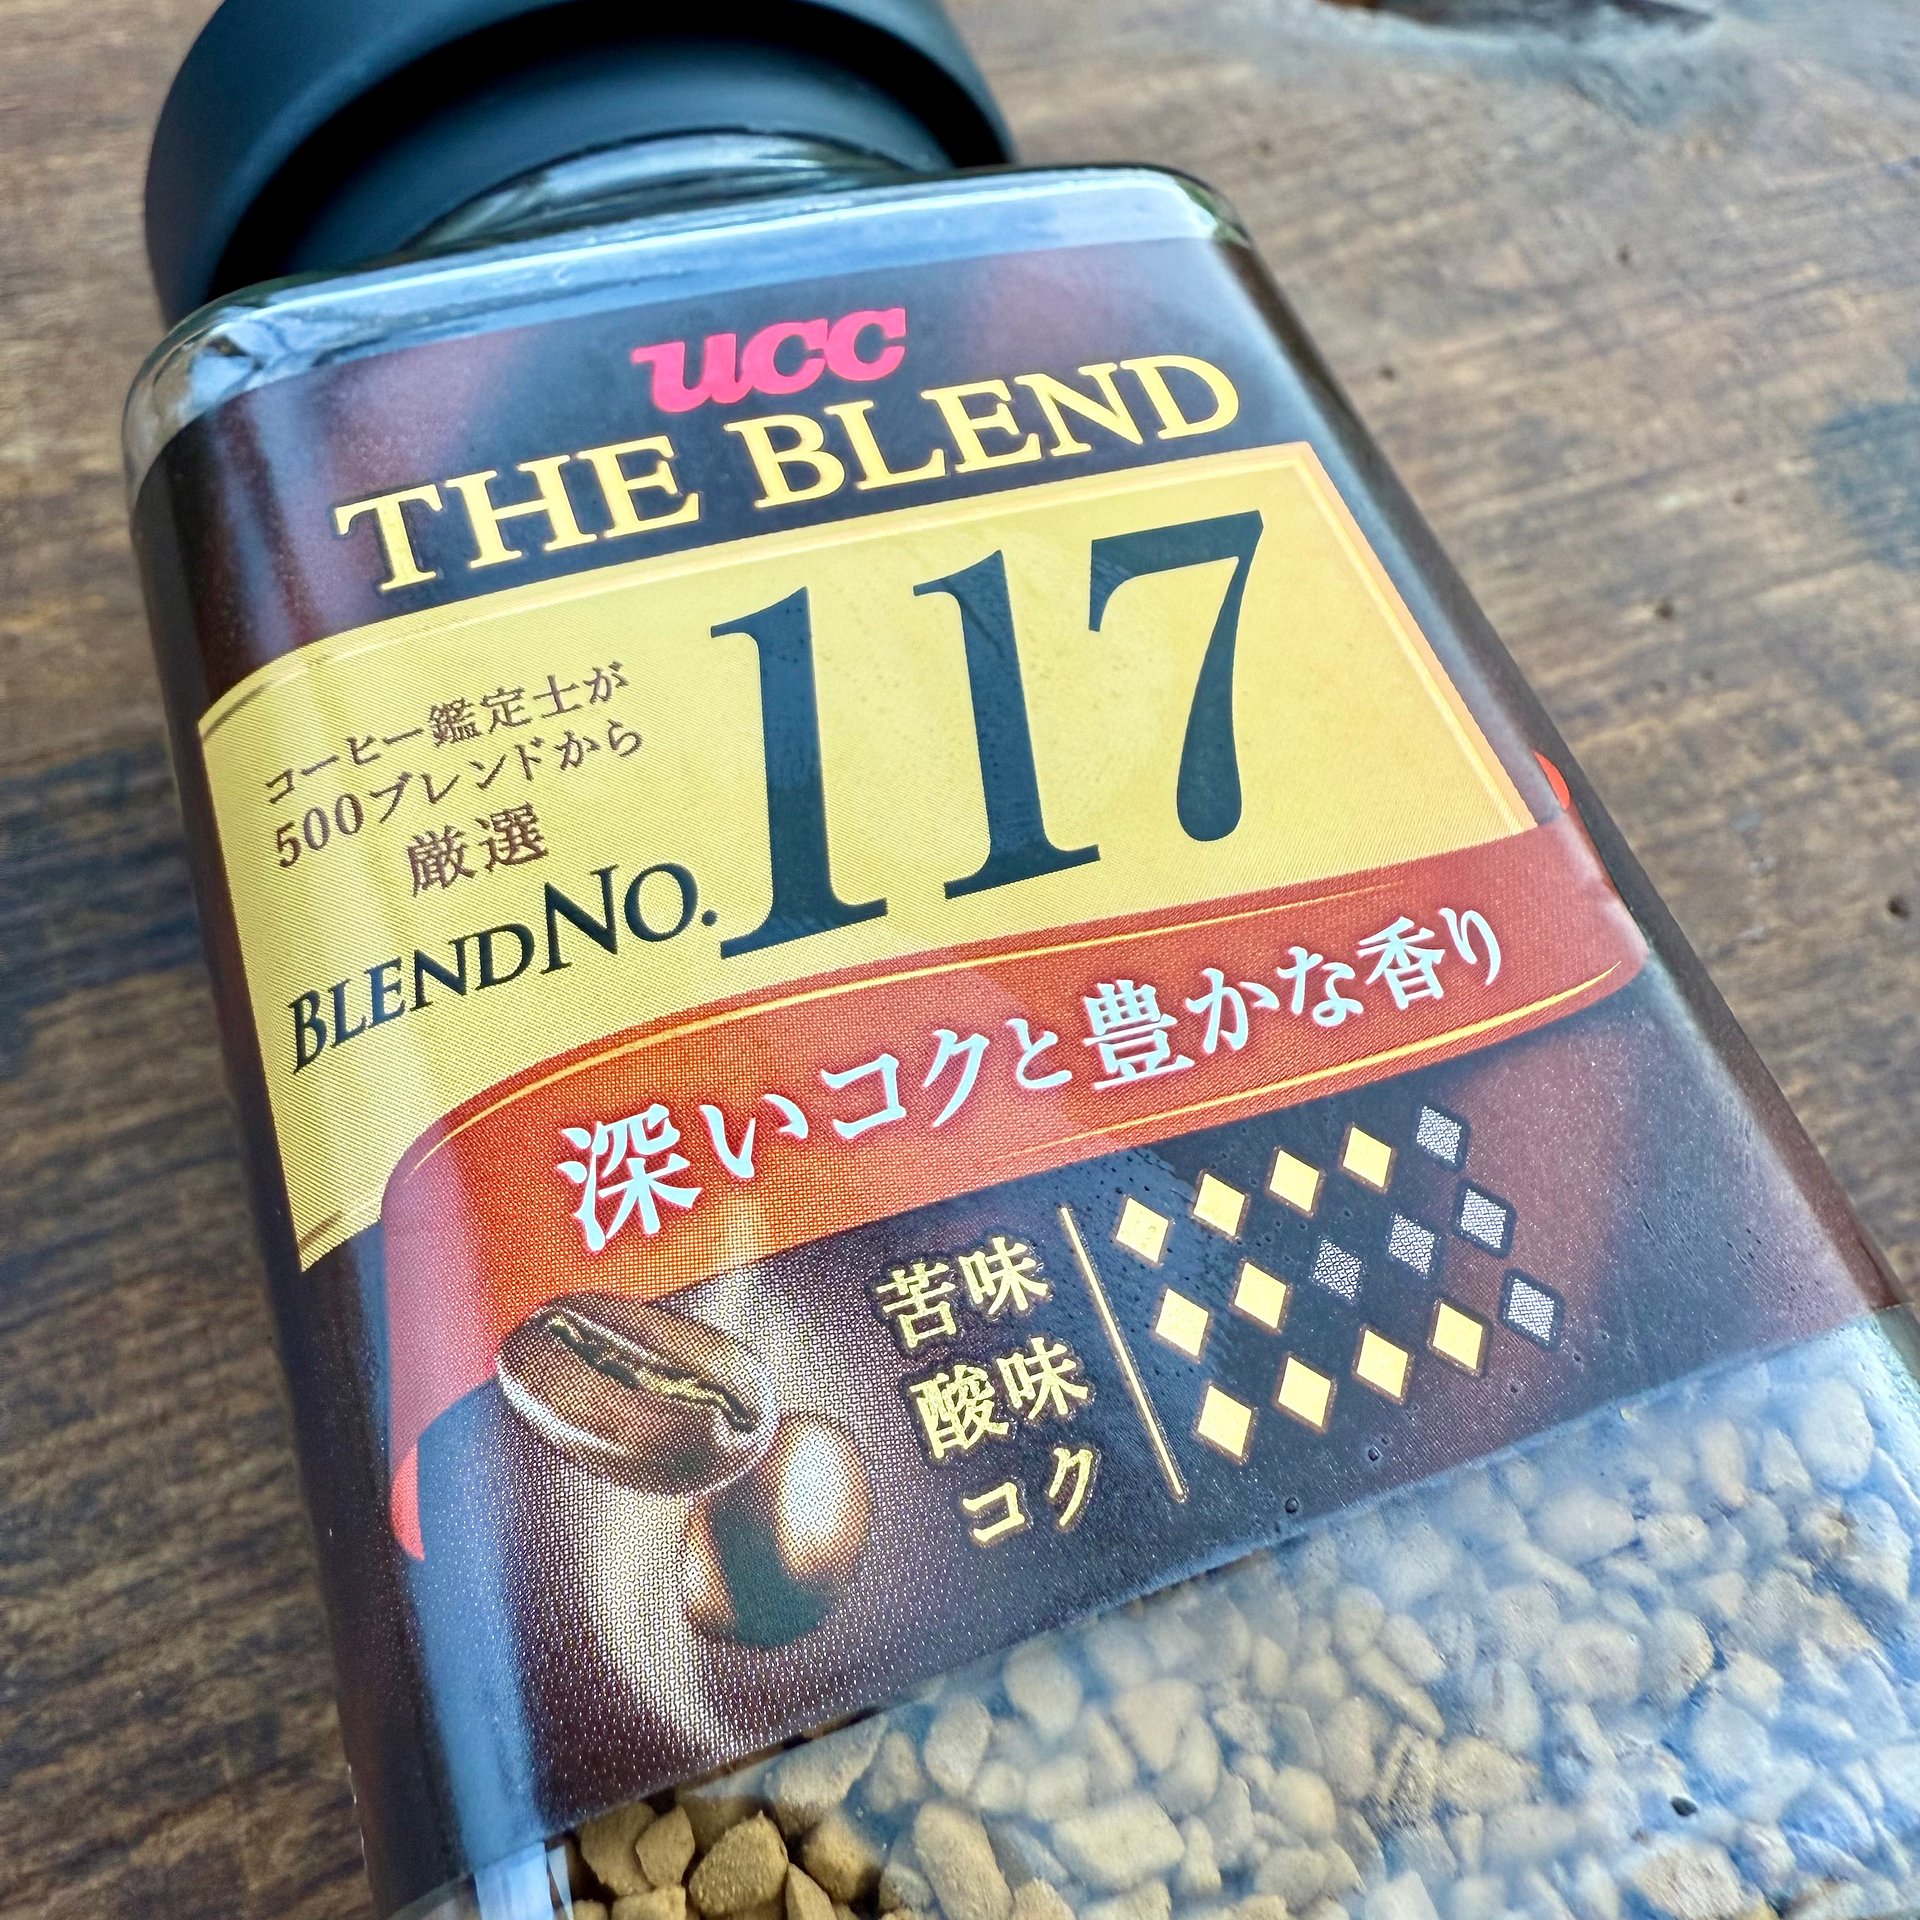 UCC
THE BLEND
コーヒー鑑定士が
500ブレンドから
厳選
BLEND NO. 117
深いコクと豊かな香り
苦味
酸味
コク